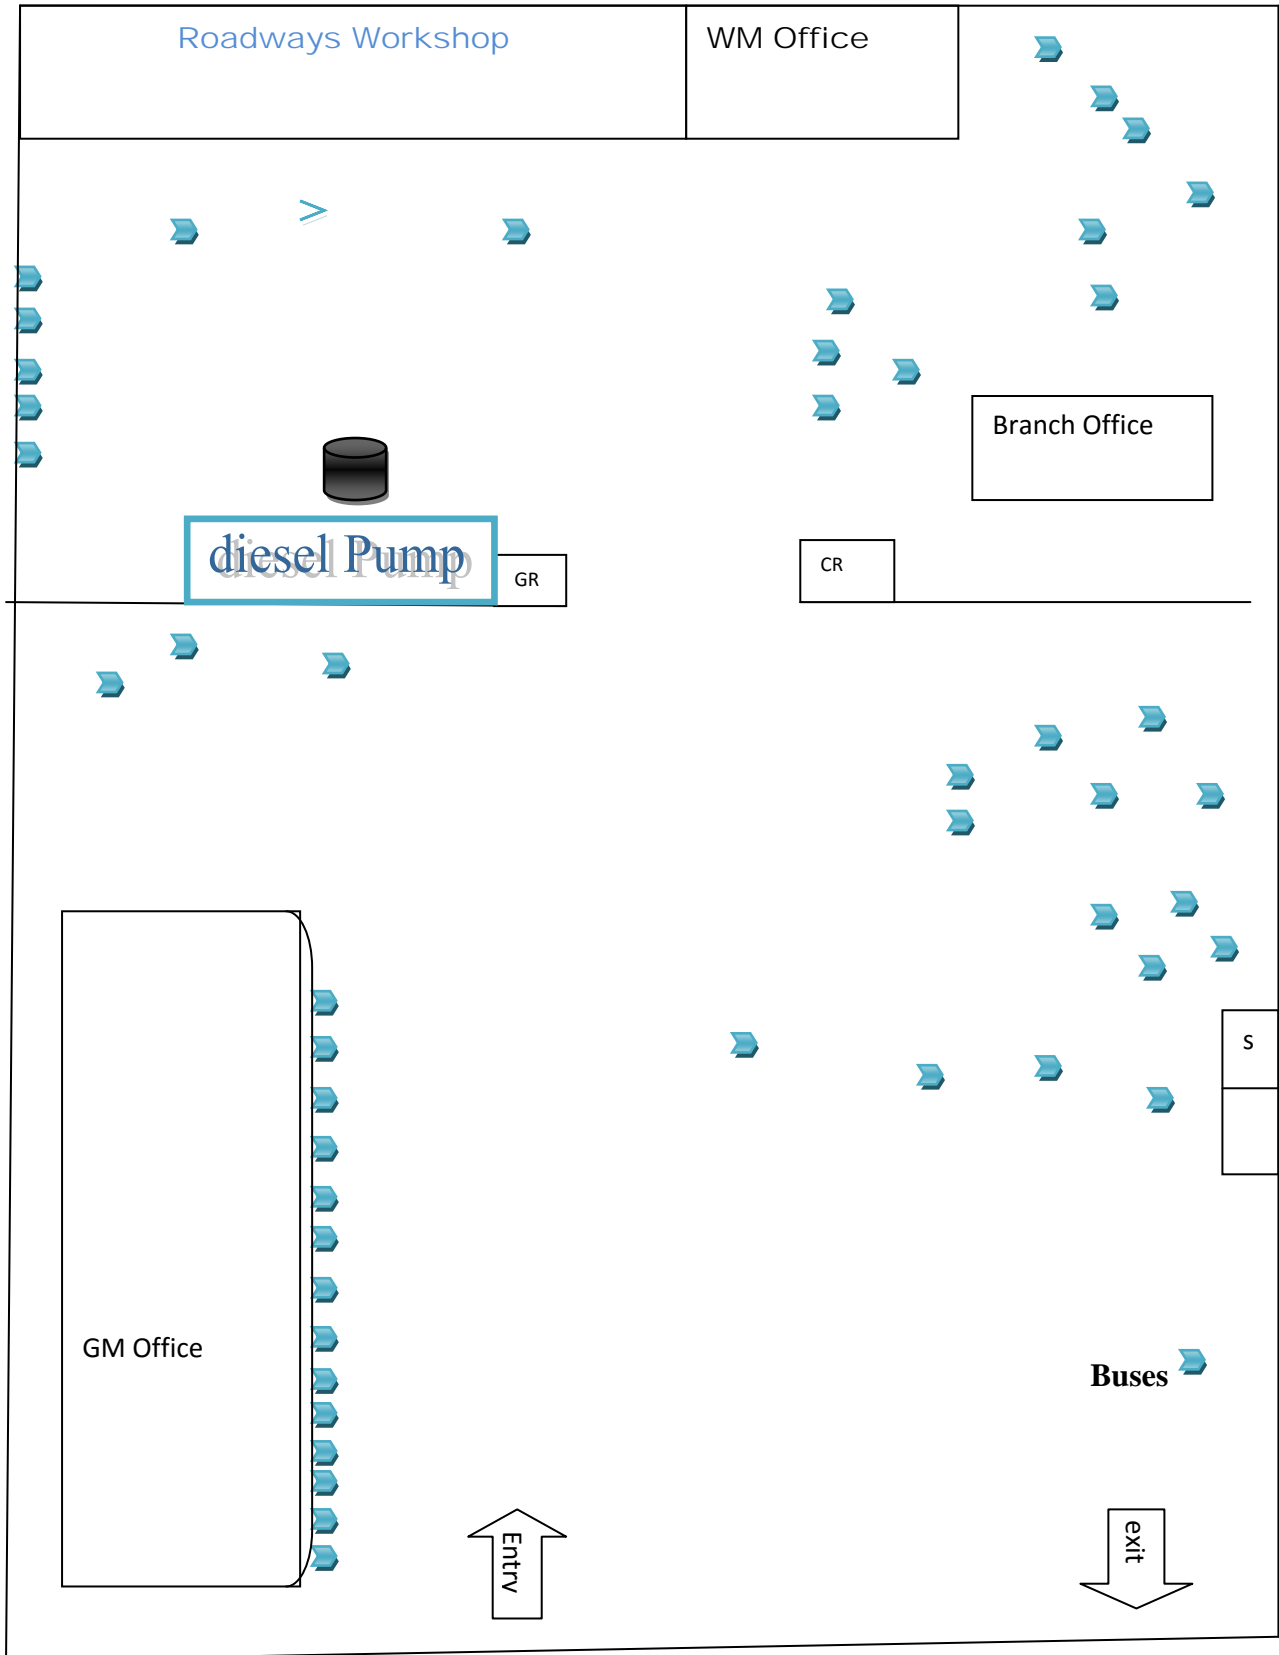 Roadways Workshop
WM Office
>
Branch Office
diesel Pump
GR
CR
S
GM Office
Buses
Entry
exit